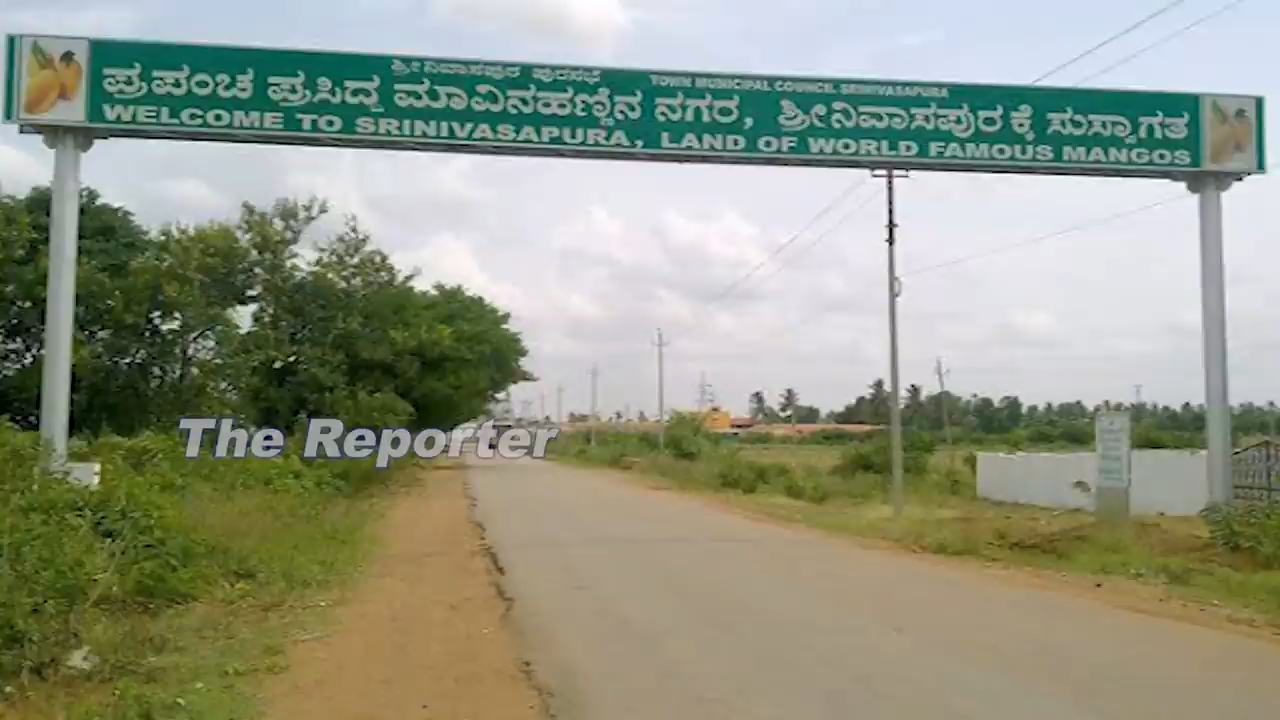 ಶ್ರೀನಿವಾಸಪುರ ಪುರಸಭೆ TOWN MUNICIPAL COUNCIL SRINIVASAPURA
ಪ್ರಪಂಚ ಪ್ರಸಿದ್ದ ಮಾವಿನಹಣ್ಣಿನ ನಗರ, ಶ್ರೀನಿವಾಸಪುರಕ್ಕೆ ಸುಸ್ವಾಗತ
WELCOME TO SRINIVASAPURA, LAND OF WORLD FAMOUS MANGOS
The Reporter